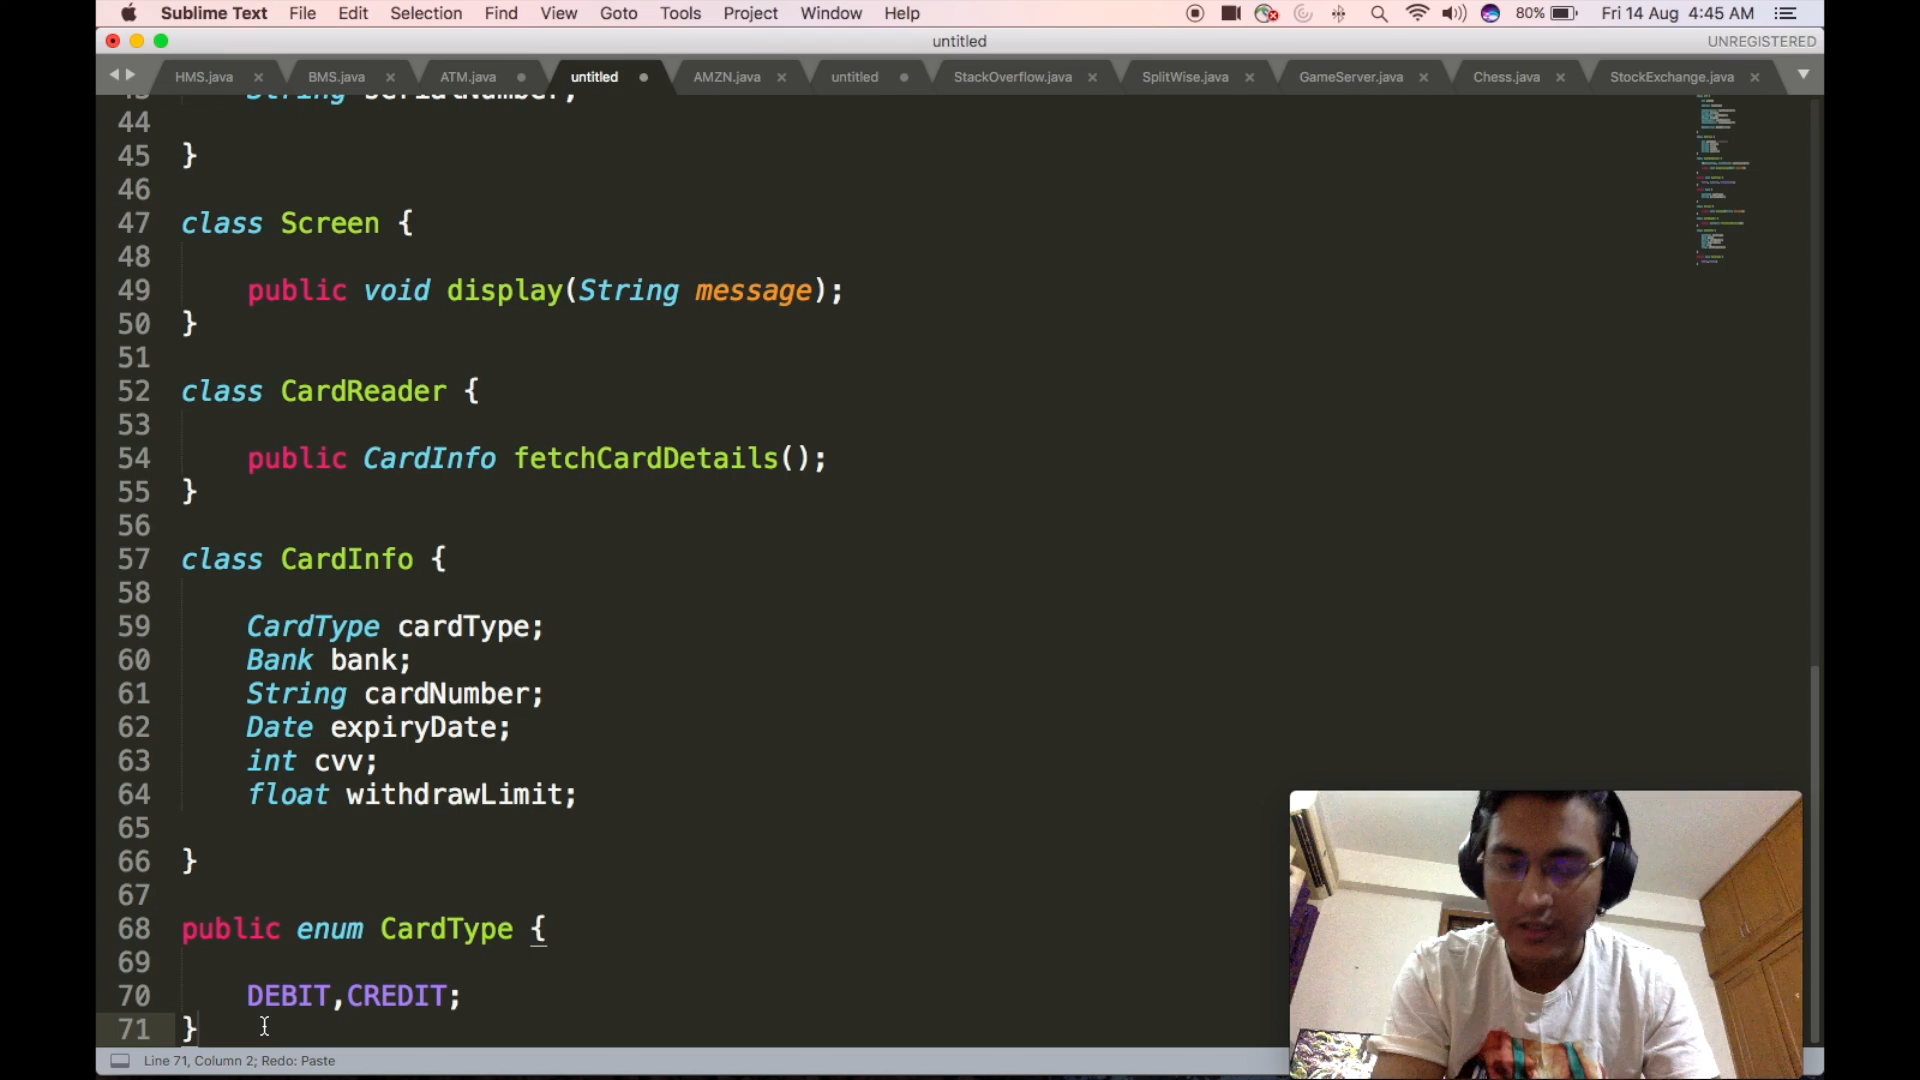 Sublime Text File Edit Selection Find View Goto Tools Project Window Help 80% Fri 14 Aug 4:45 AM
untitled UNREGISTERED
HMS.java BMS.java ATM.java untitled AMZN.java untitled StackOverflow.java SplitWise.java GameServer.java Chess.java StockExchange.java
43 String serialNumber;
44
45 }
46
47 class Screen {
48
49 public void display(String message);
50 }
51
52 class CardReader {
53
54 public CardInfo fetchCardDetails();
55 }
56
57 class CardInfo {
58
59 CardType cardType;
60 Bank bank;
61 String cardNumber;
62 Date expiryDate;
63 int cvv;
64 float withdrawLimit;
65
66 }
67
68 public enum CardType {
69
70 DEBIT,CREDIT;
71 }
Line 71, Column 2; Redo: Paste